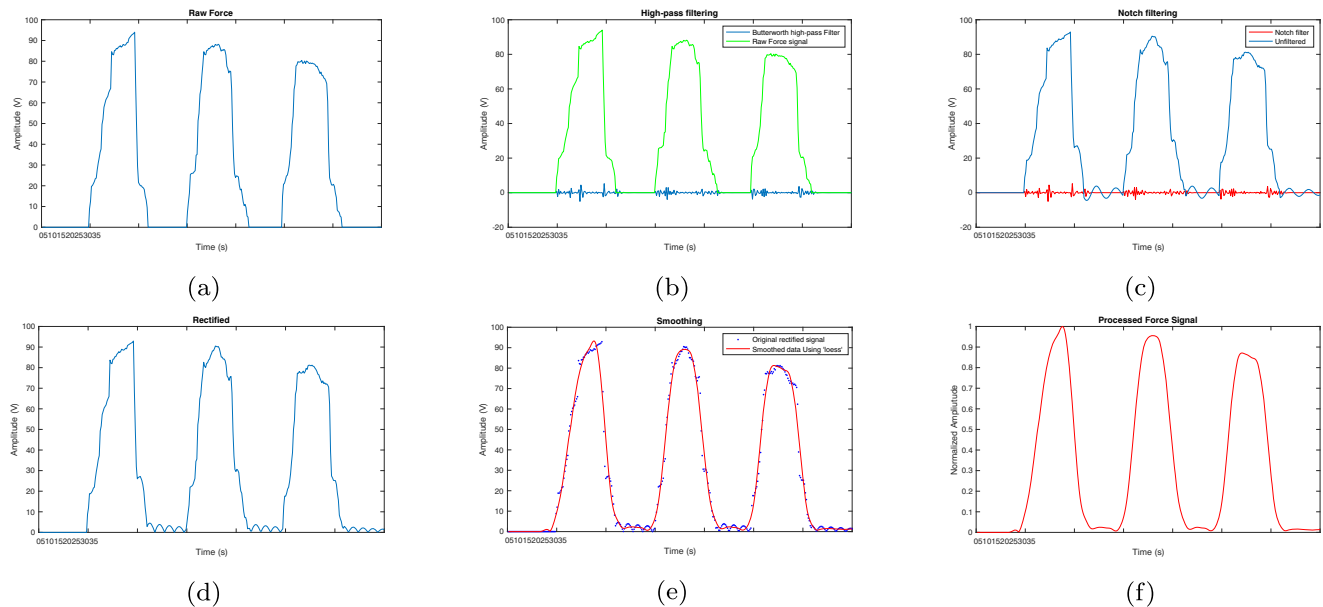 Raw Force
100
90
80
70
60
50
40
30
20
10
0
Amplitude (V)
05101520253035
Time (s)
(a)
High-pass filtering
Butterworth high-pass Filter
Raw Force signal
100
80
60
40
20
0
-20
Amplitude (V)
05101520253035
Time (s)
(b)
Notch filtering
Notch filter
Unfiltered
100
80
60
40
20
0
-20
Amplitude (V)
05101520253035
Time (s)
(c)
Rectified
100
90
80
70
60
50
40
30
20
10
0
Amplitude (V)
05101520253035
Time (s)
(d)
Smoothing
Original rectified signal
Smoothed data Using 'loess'
100
90
80
70
60
50
40
30
20
10
0
Amplitude (V)
05101520253035
Time (s)
(e)
Processed Force Signal
1
0.9
0.8
0.7
0.6
0.5
0.4
0.3
0.2
0.1
0
Normalized Ampliutude
05101520253035
Time (s)
(f)